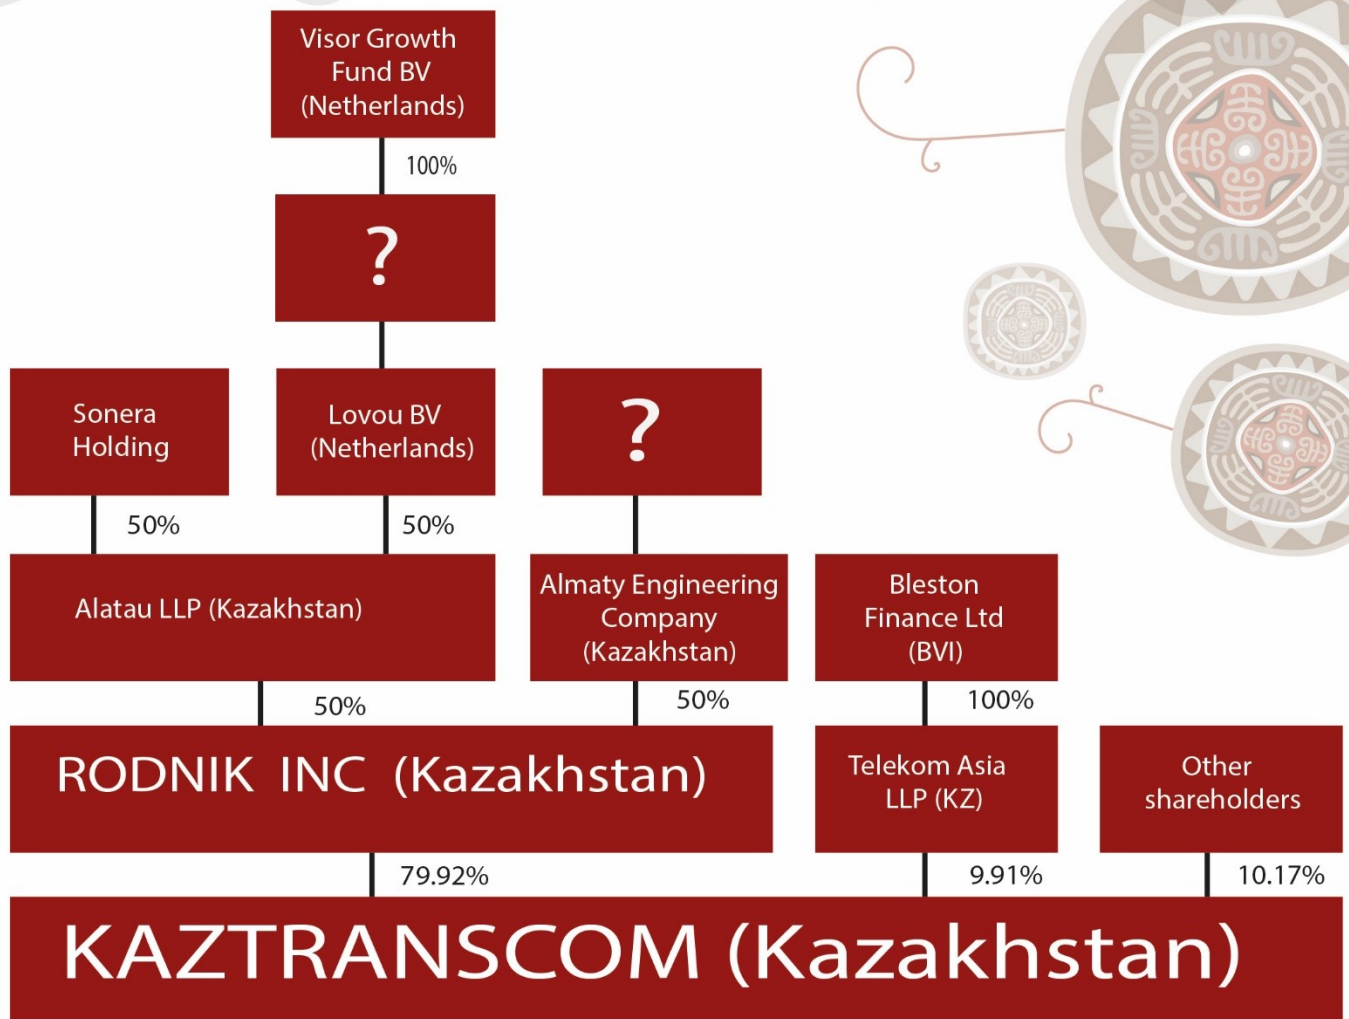 Visor Growth
Fund BV
(Netherlands)
100%
?
Sonera
Holding
Lovou BV
(Netherlands)
?
50%
50%
Alatau LLP (Kazakhstan)
Almaty Engineering
Company
(Kazakhstan)
Bleston
Finance Ltd
(BVI)
50%
50%
100%
RODNIK INC (Kazakhstan)
Telekom Asia
LLP (KZ)
Other
shareholders
79.92%
9.91%
10.17%
KAZTRANSCOM (Kazakhstan)